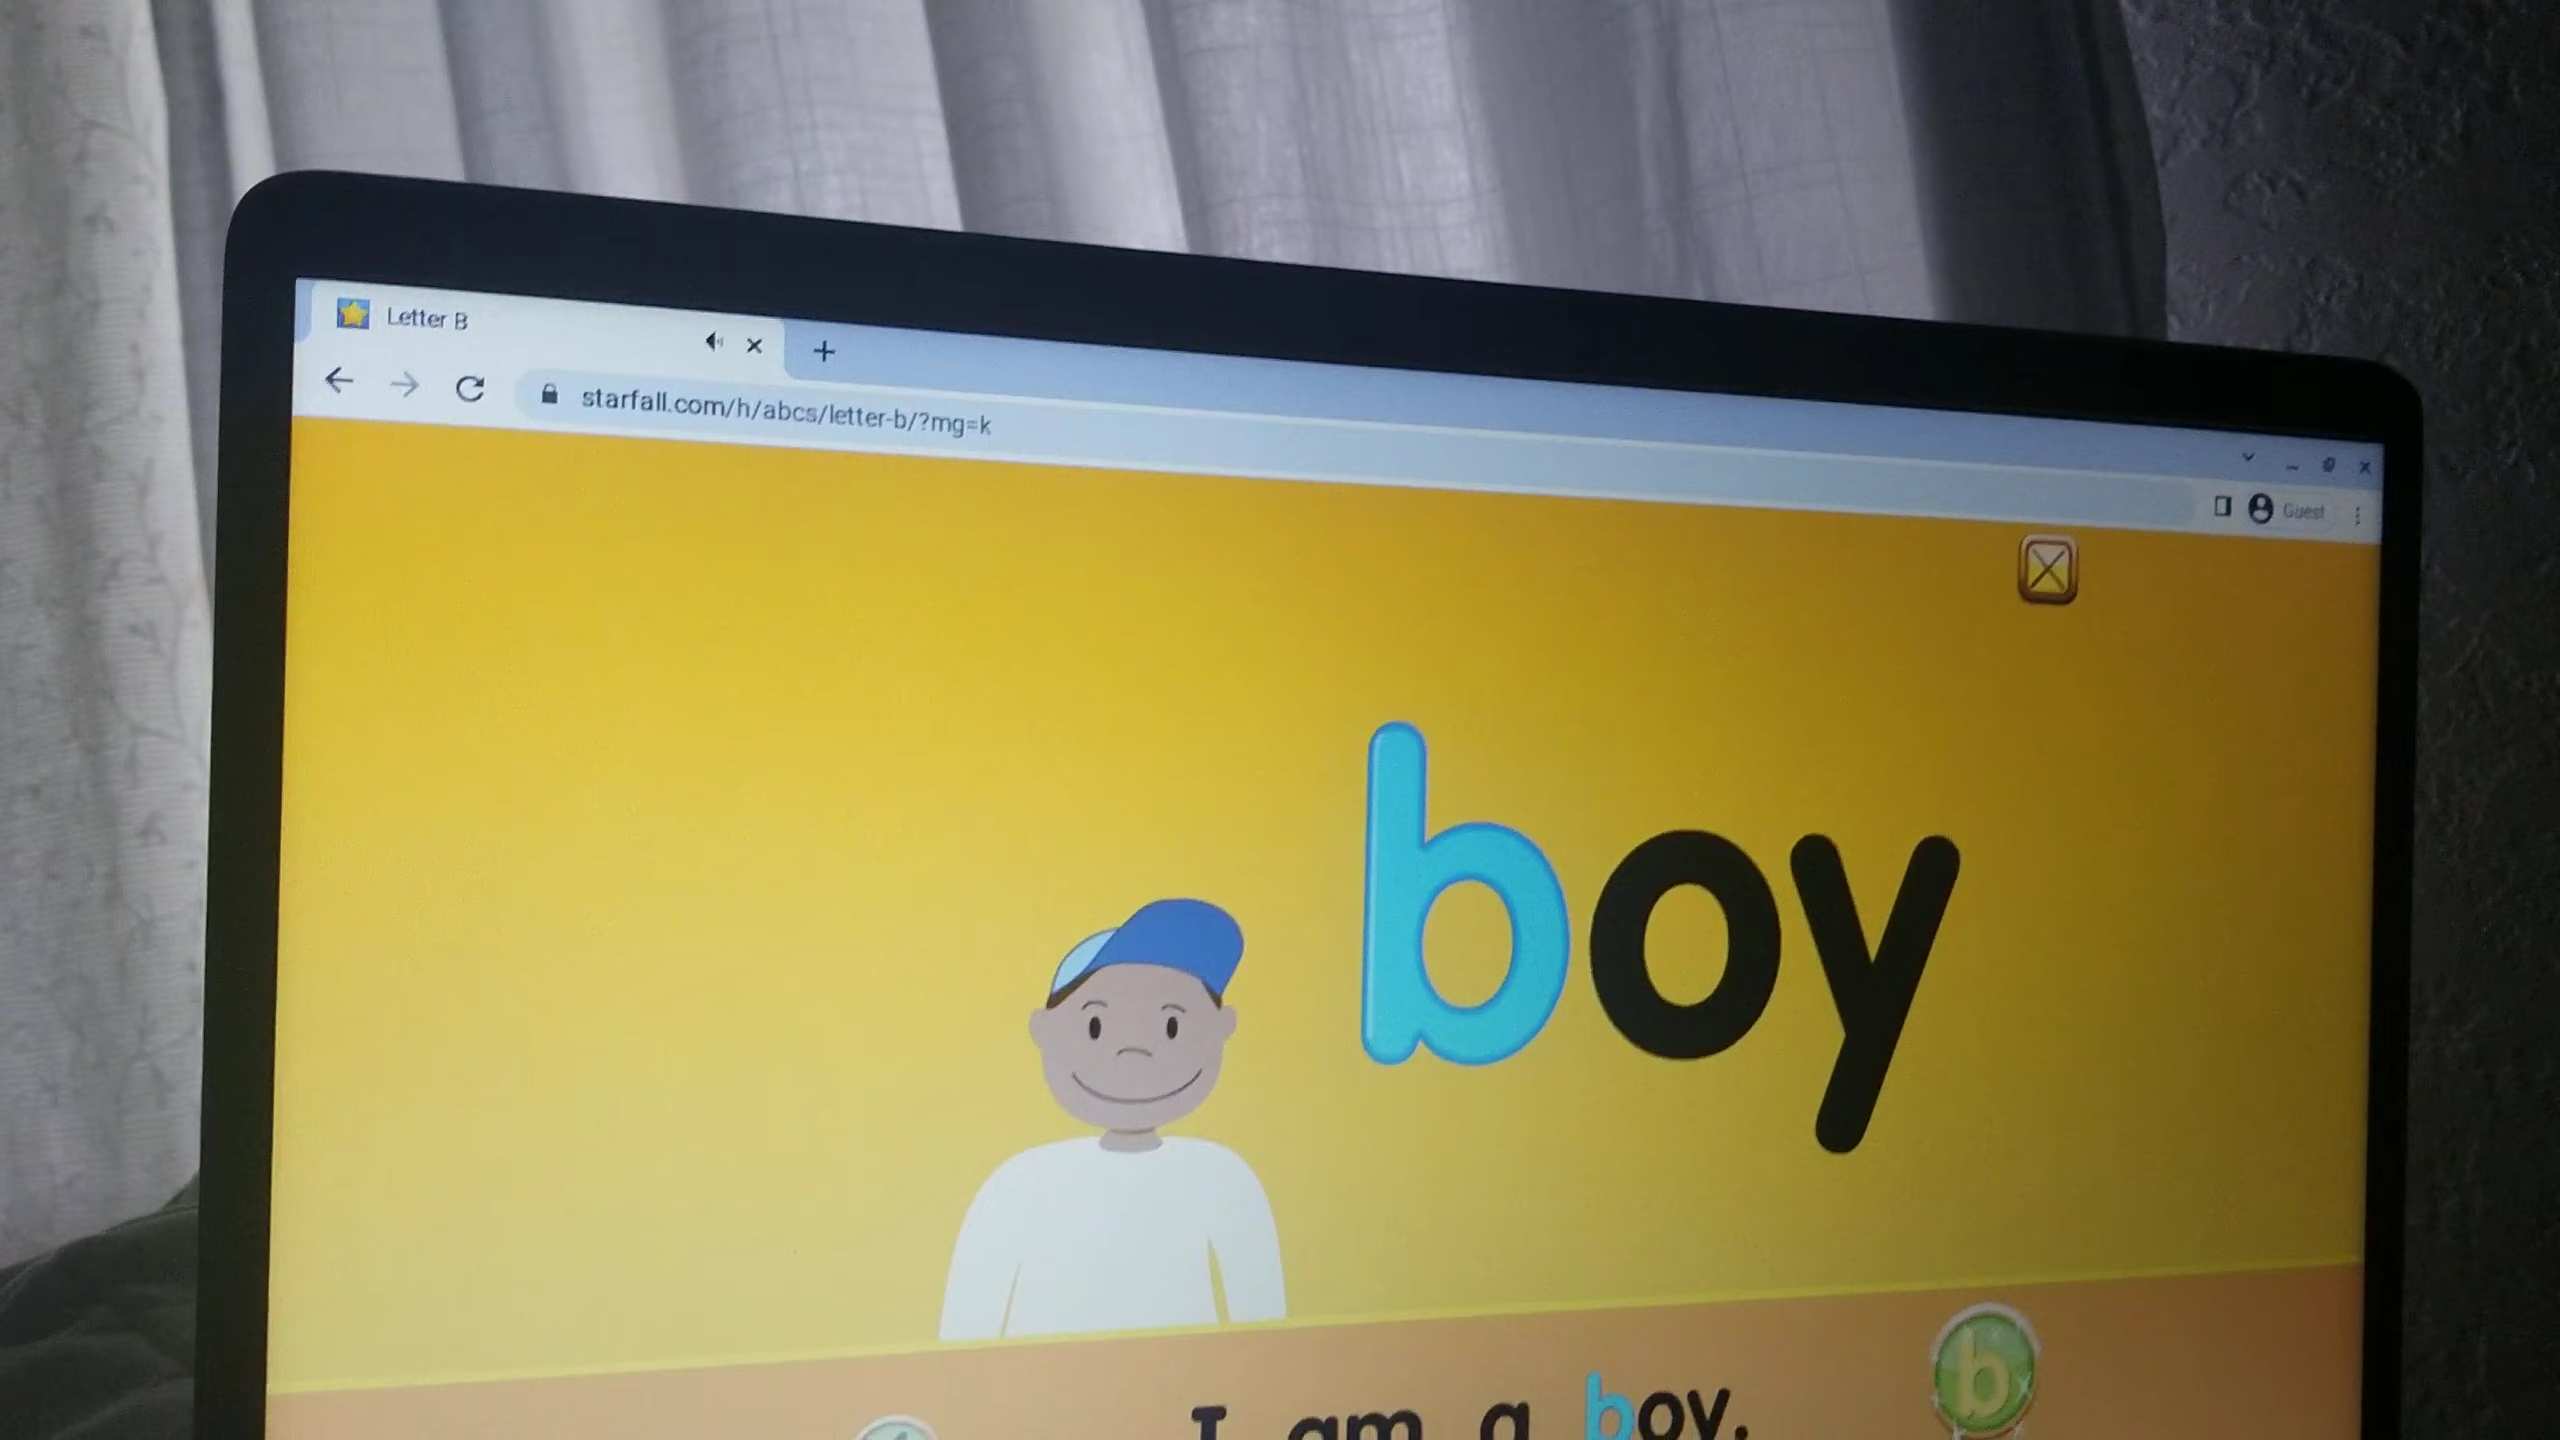 Letter B
starfall.com/h/abcs/letter-b/?mg=k
Guest
boy
I am a boy.
b